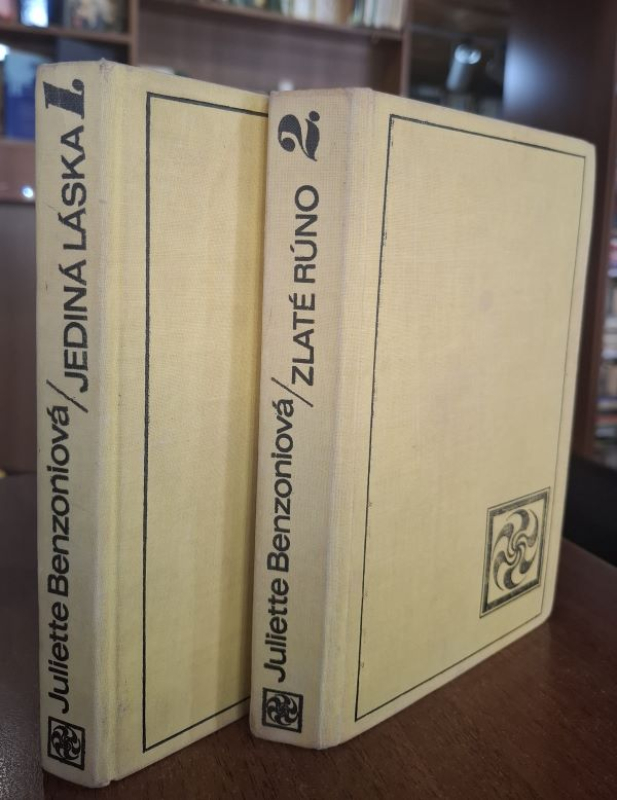 Juliette Benzoniová/JEDINÁ LÁSKA 1.
Juliette Benzoniová/ZLATÉ RÚNO 2.